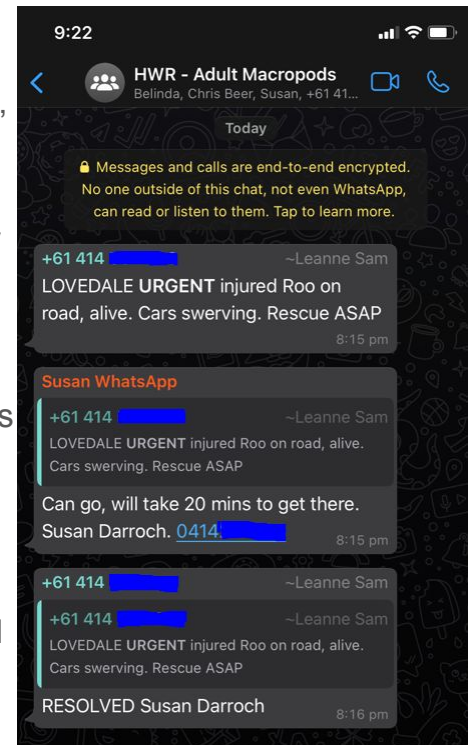 9:22
HWR - Adult Macropods
Belinda, Chris Beer, Susan, +61 41...
Today
Messages and calls are end-to-end encrypted.
No one outside of this chat, not even WhatsApp,
can read or listen to them. Tap to learn more.
+61 414 ~Leanne Sam
LOVEDALE URGENT injured Roo on
road, alive. Cars swerving. Rescue ASAP
8:15 pm
Susan WhatsApp
+61 414 ~Leanne Sam
LOVEDALE URGENT injured Roo on road, alive.
Cars swerving. Rescue ASAP
Can go, will take 20 mins to get there.
Susan Darroch. 0414
8:15 pm
+61 414 ~Leanne Sam
+61 414 ~Leanne Sam
LOVEDALE URGENT injured Roo on road, alive.
Cars swerving. Rescue ASAP
RESOLVED Susan Darroch
8:16 pm